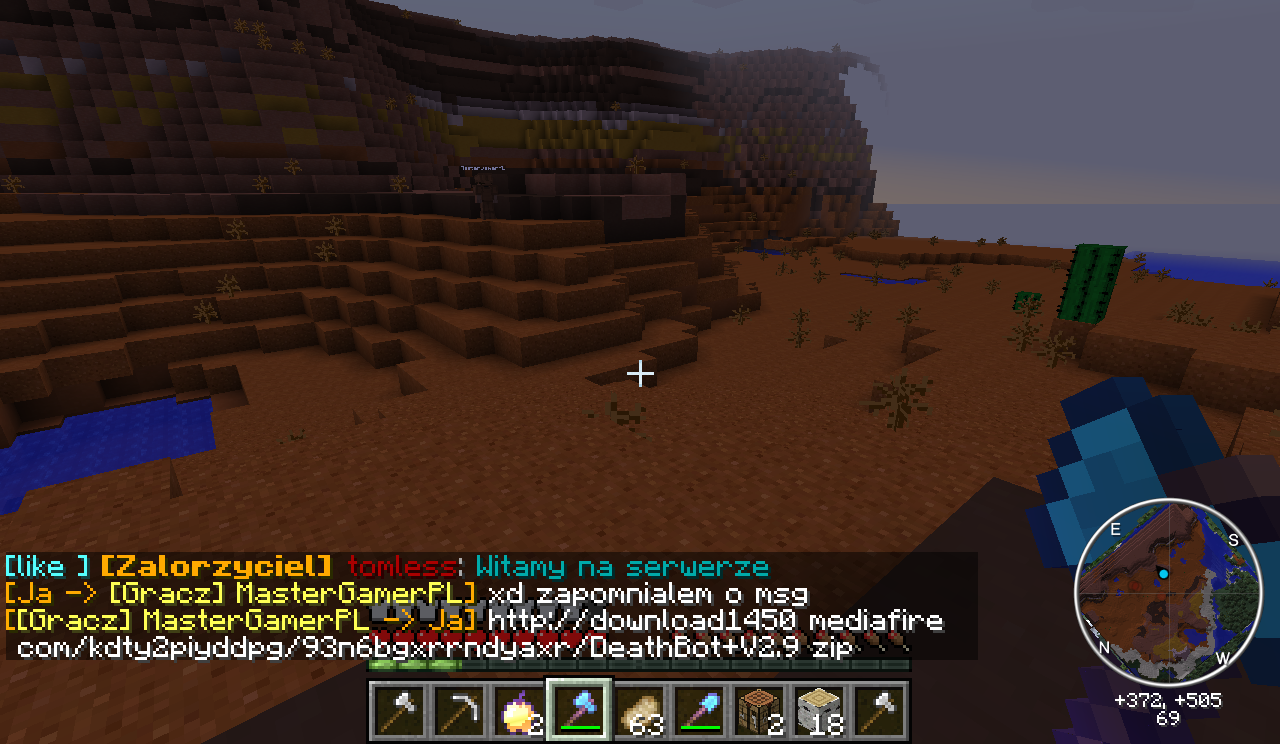 MasterGamerPL
[like ] [Zalorzyciel] tomless: Witamy na serwerze
[Ja -> [Gracz] MasterGamerPL] xd zapomnialem o msg
[[Gracz] MasterGamerPL -> Ja] http://download1450 mediafire
com/kdty2piyddpg/93n6bgxrrndyaxr/DeathBot+V2.9 zip
E
S
N
W
+372, +505
69
2
63
2
18